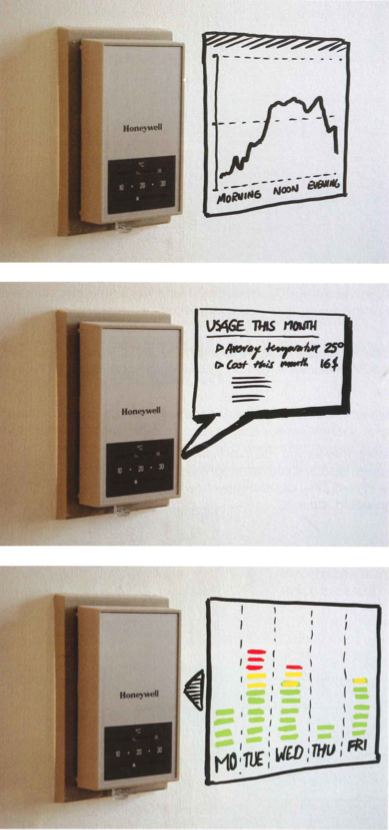 Honeywell
°C
10 • 20 • 30
MORNING NOON EVENING
USAGE THIS MONTH
▷ Average temperature 25°
▷ Cost this month 16$
Honeywell
°C
10 • 20 • 30
Honeywell
°C
10 • 20 • 30
MO TUE WED THU FRI